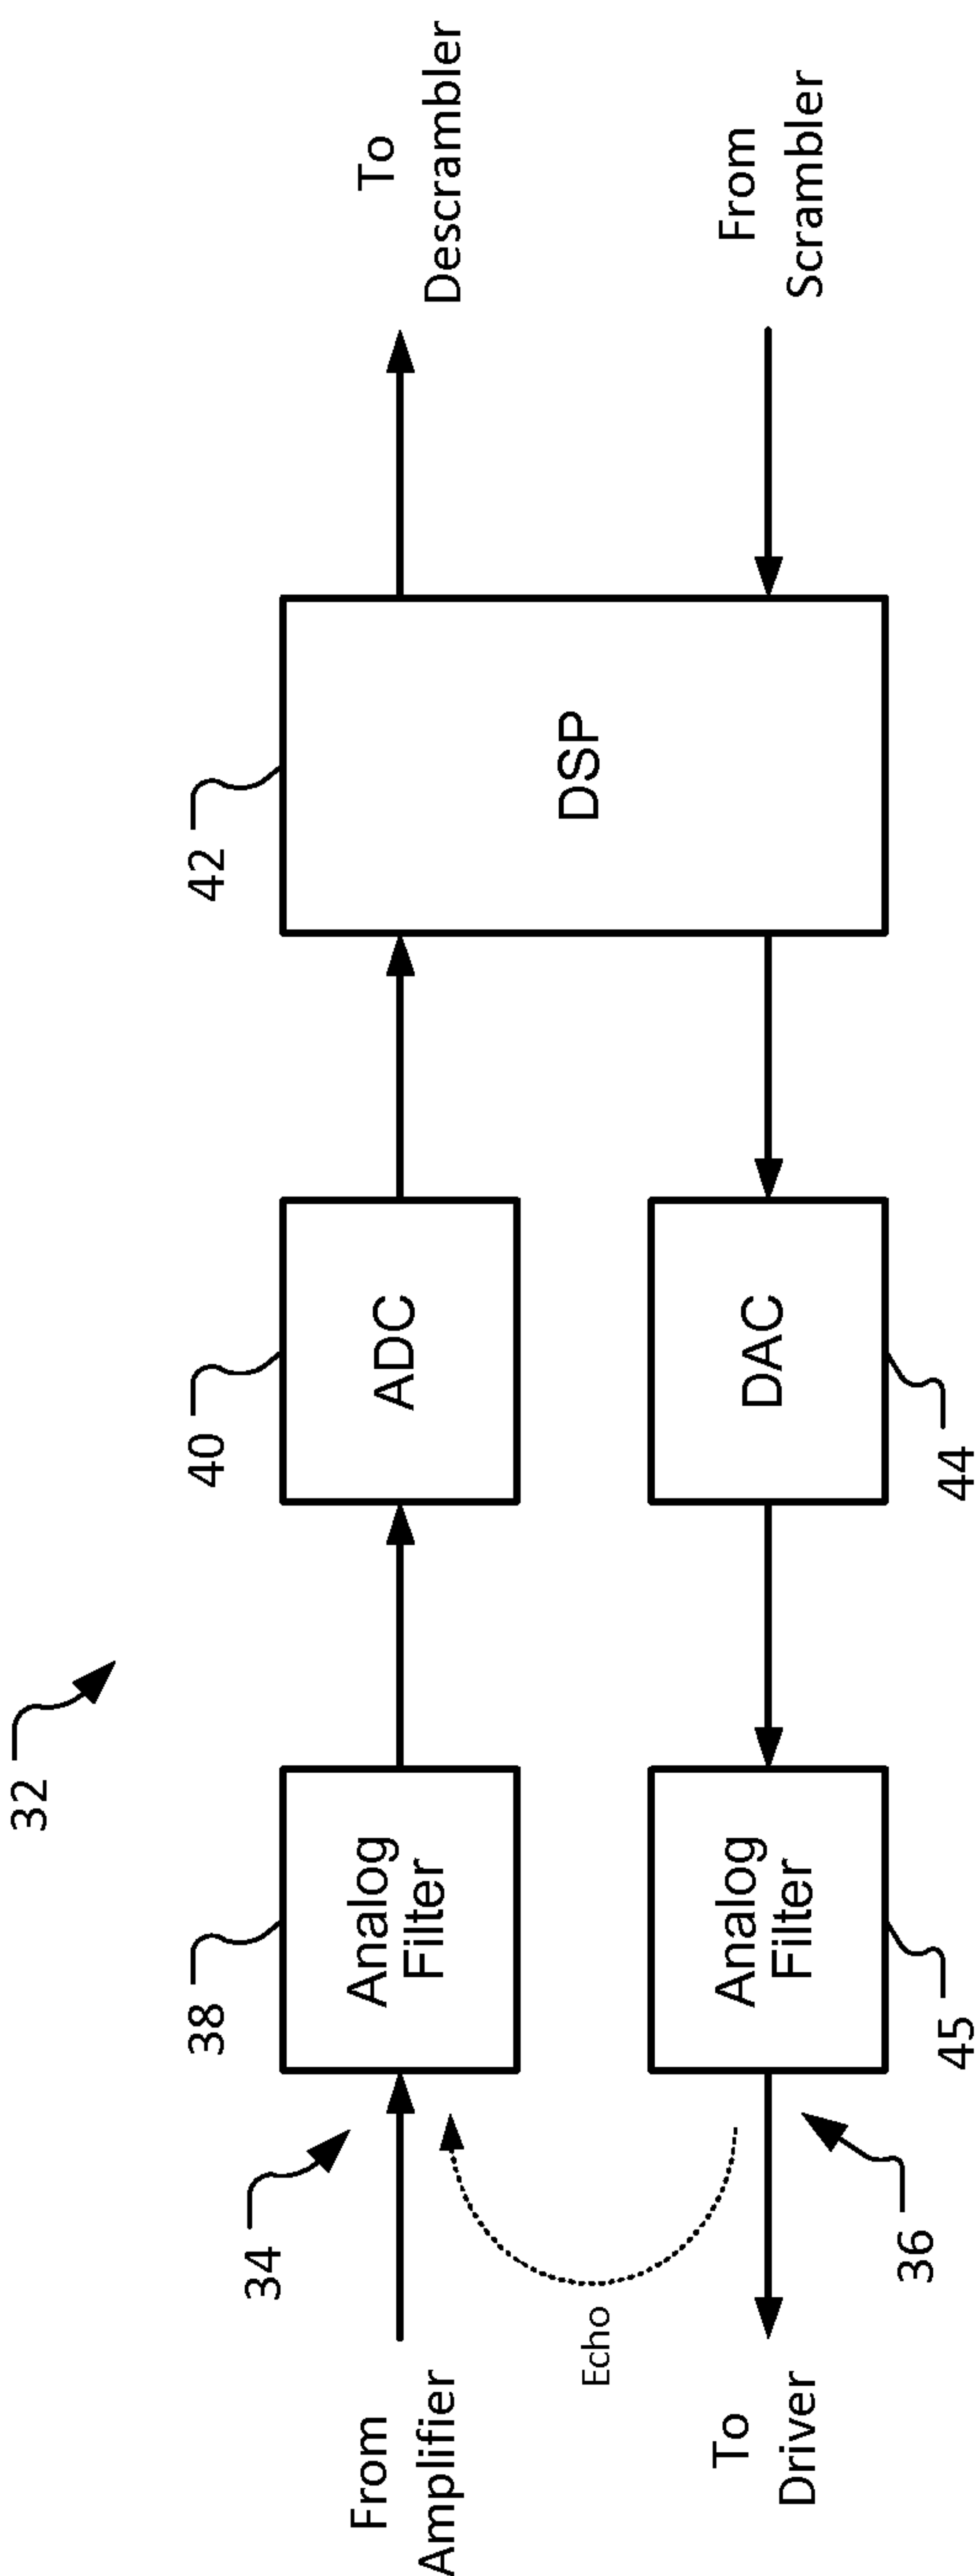 32
34
38
40
42
From
Amplifier
Analog
Filter
ADC
DSP
To
Descrambler
Echo
To
Driver
Analog
Filter
DAC
From
Scrambler
36
45
44